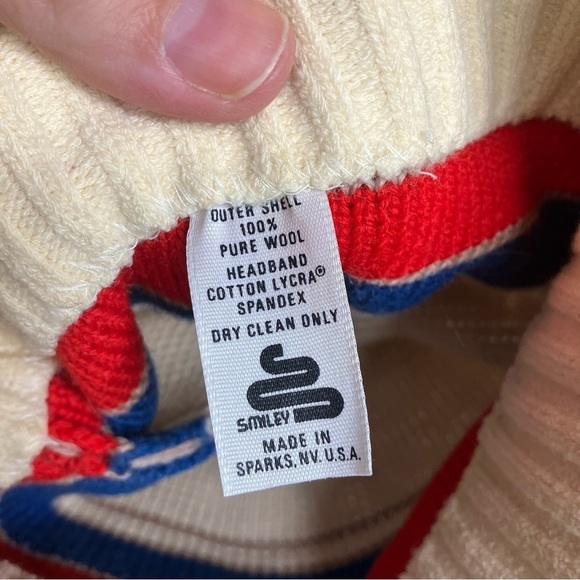 OUTER SHELL
100%
PURE WOOL
HEADBAND
COTTON LYCRA®
SPANDEX
DRY CLEAN ONLY
SMILEY
MADE IN
SPARKS, NV. U.S.A.